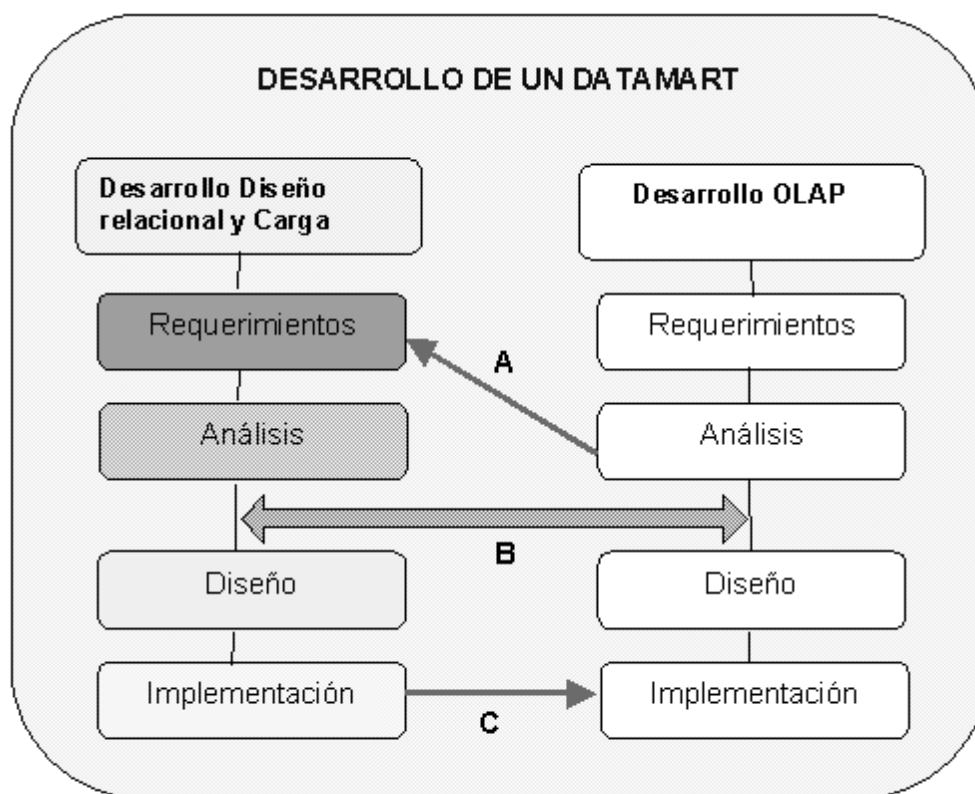 DESARROLLO DE UN DATAMART
Desarrollo Diseño
relacional y Carga
Desarrollo OLAP
Requerimientos
Requerimientos
A
Análisis
Análisis
B
Diseño
Diseño
Implementación
Implementación
C